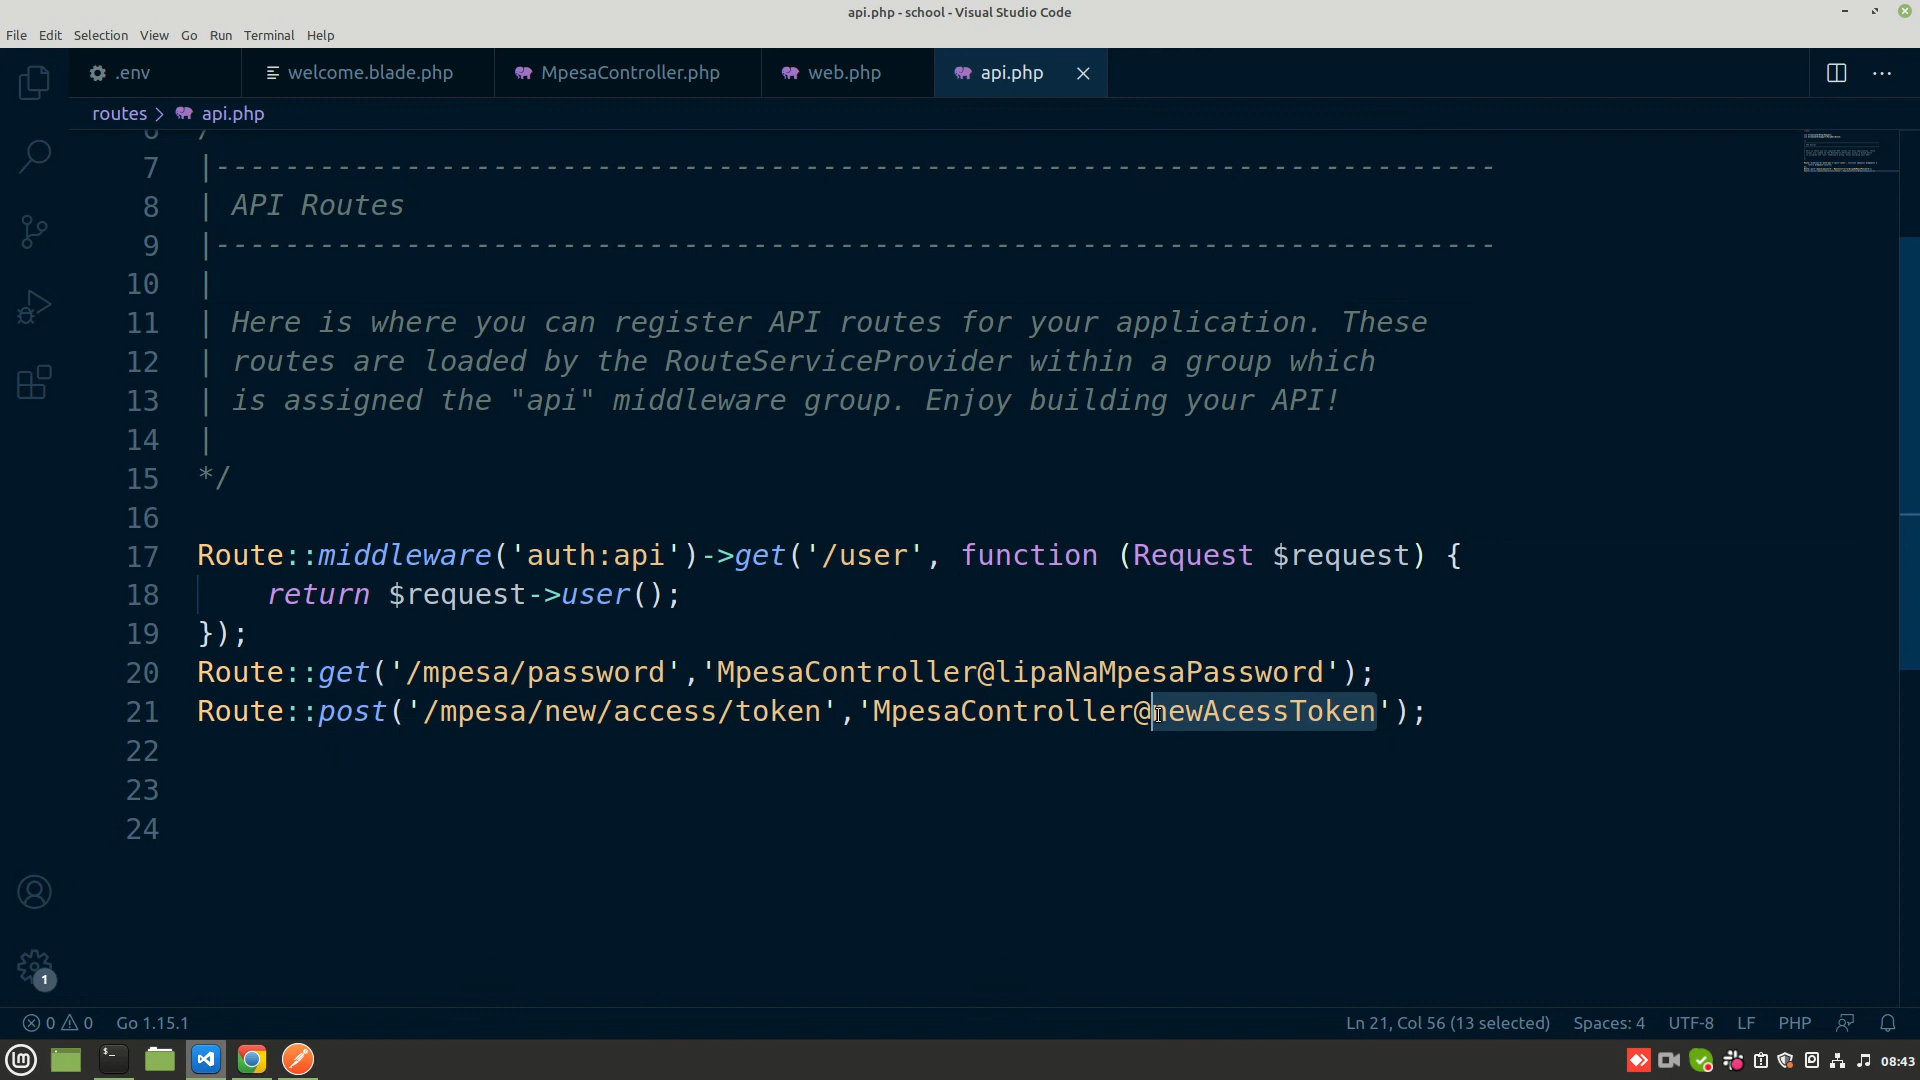 api.php - school - Visual Studio Code
File Edit Selection View Go Run Terminal Help
.env welcome.blade.php MpesaController.php web.php api.php
routes > api.php
7 |--------------------------------------------------------------------------
8 | API Routes
9 |--------------------------------------------------------------------------
10 |
11 | Here is where you can register API routes for your application. These
12 | routes are loaded by the RouteServiceProvider within a group which
13 | is assigned the "api" middleware group. Enjoy building your API!
14 |
15 */
16
17 Route::middleware('auth:api')->get('/user', function (Request $request) {
18 return $request->user();
19 });
20 Route::get('/mpesa/password','MpesaController@lipaNaMpesaPassword');
21 Route::post('/mpesa/new/access/token','MpesaController@newAcessToken');
22
23
24
1
0 0 Go 1.15.1 Ln 21, Col 56 (13 selected) Spaces: 4 UTF-8 LF PHP
08:43